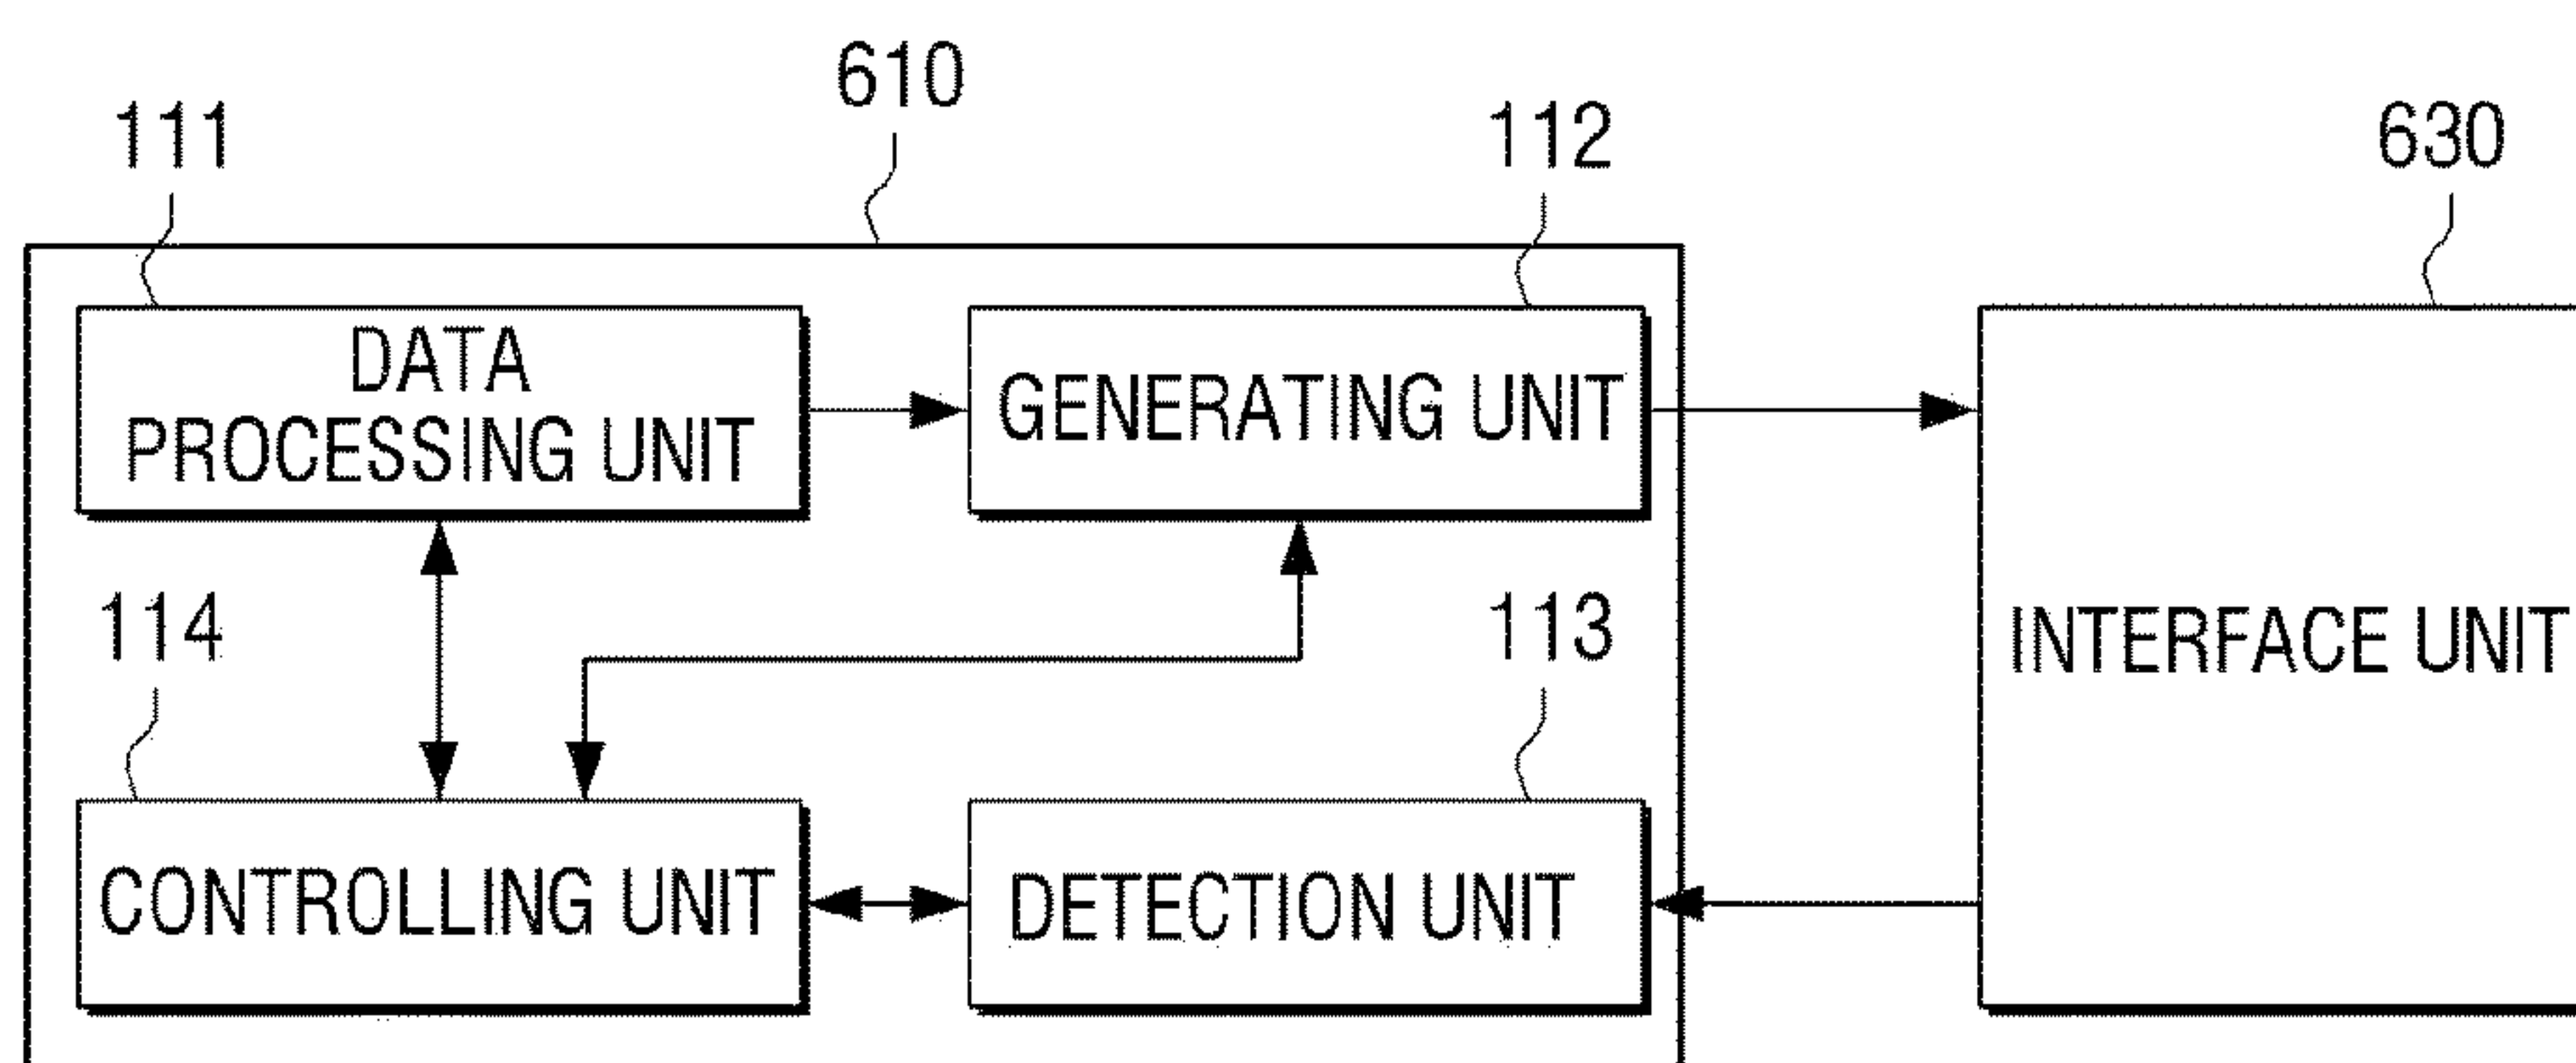 610
111
112
630
DATA
PROCESSING UNIT
GENERATING UNIT
114
113
INTERFACE UNIT
CONTROLLING UNIT
DETECTION UNIT